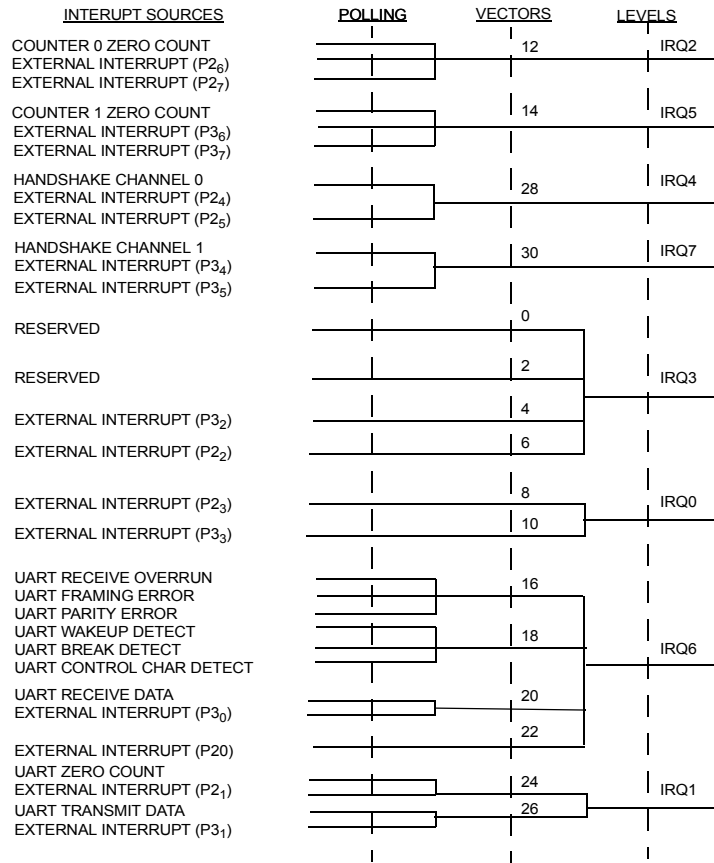 INTERUPT SOURCES POLLING VECTORS LEVELS
COUNTER 0 ZERO COUNT 12 IRQ2
EXTERNAL INTERRUPT (P2₆)
EXTERNAL INTERRUPT (P2₇)
COUNTER 1 ZERO COUNT 14 IRQ5
EXTERNAL INTERRUPT (P3₆)
EXTERNAL INTERRUPT (P3₇)
HANDSHAKE CHANNEL 0 28 IRQ4
EXTERNAL INTERRUPT (P2₄)
EXTERNAL INTERRUPT (P2₅)
HANDSHAKE CHANNEL 1 30 IRQ7
EXTERNAL INTERRUPT (P3₄)
EXTERNAL INTERRUPT (P3₅)
RESERVED 0
RESERVED 2 IRQ3
EXTERNAL INTERRUPT (P3₂) 4
EXTERNAL INTERRUPT (P2₂) 6
EXTERNAL INTERRUPT (P2₃) 8 IRQ0
EXTERNAL INTERRUPT (P3₃) 10
UART RECEIVE OVERRUN 16
UART FRAMING ERROR
UART PARITY ERROR
UART WAKEUP DETECT 18
UART BREAK DETECT IRQ6
UART CONTROL CHAR DETECT
UART RECEIVE DATA 20
EXTERNAL INTERRUPT (P3₀)
EXTERNAL INTERRUPT (P20) 22
UART ZERO COUNT 24
EXTERNAL INTERRUPT (P2₁) IRQ1
UART TRANSMIT DATA 26
EXTERNAL INTERRUPT (P3₁)